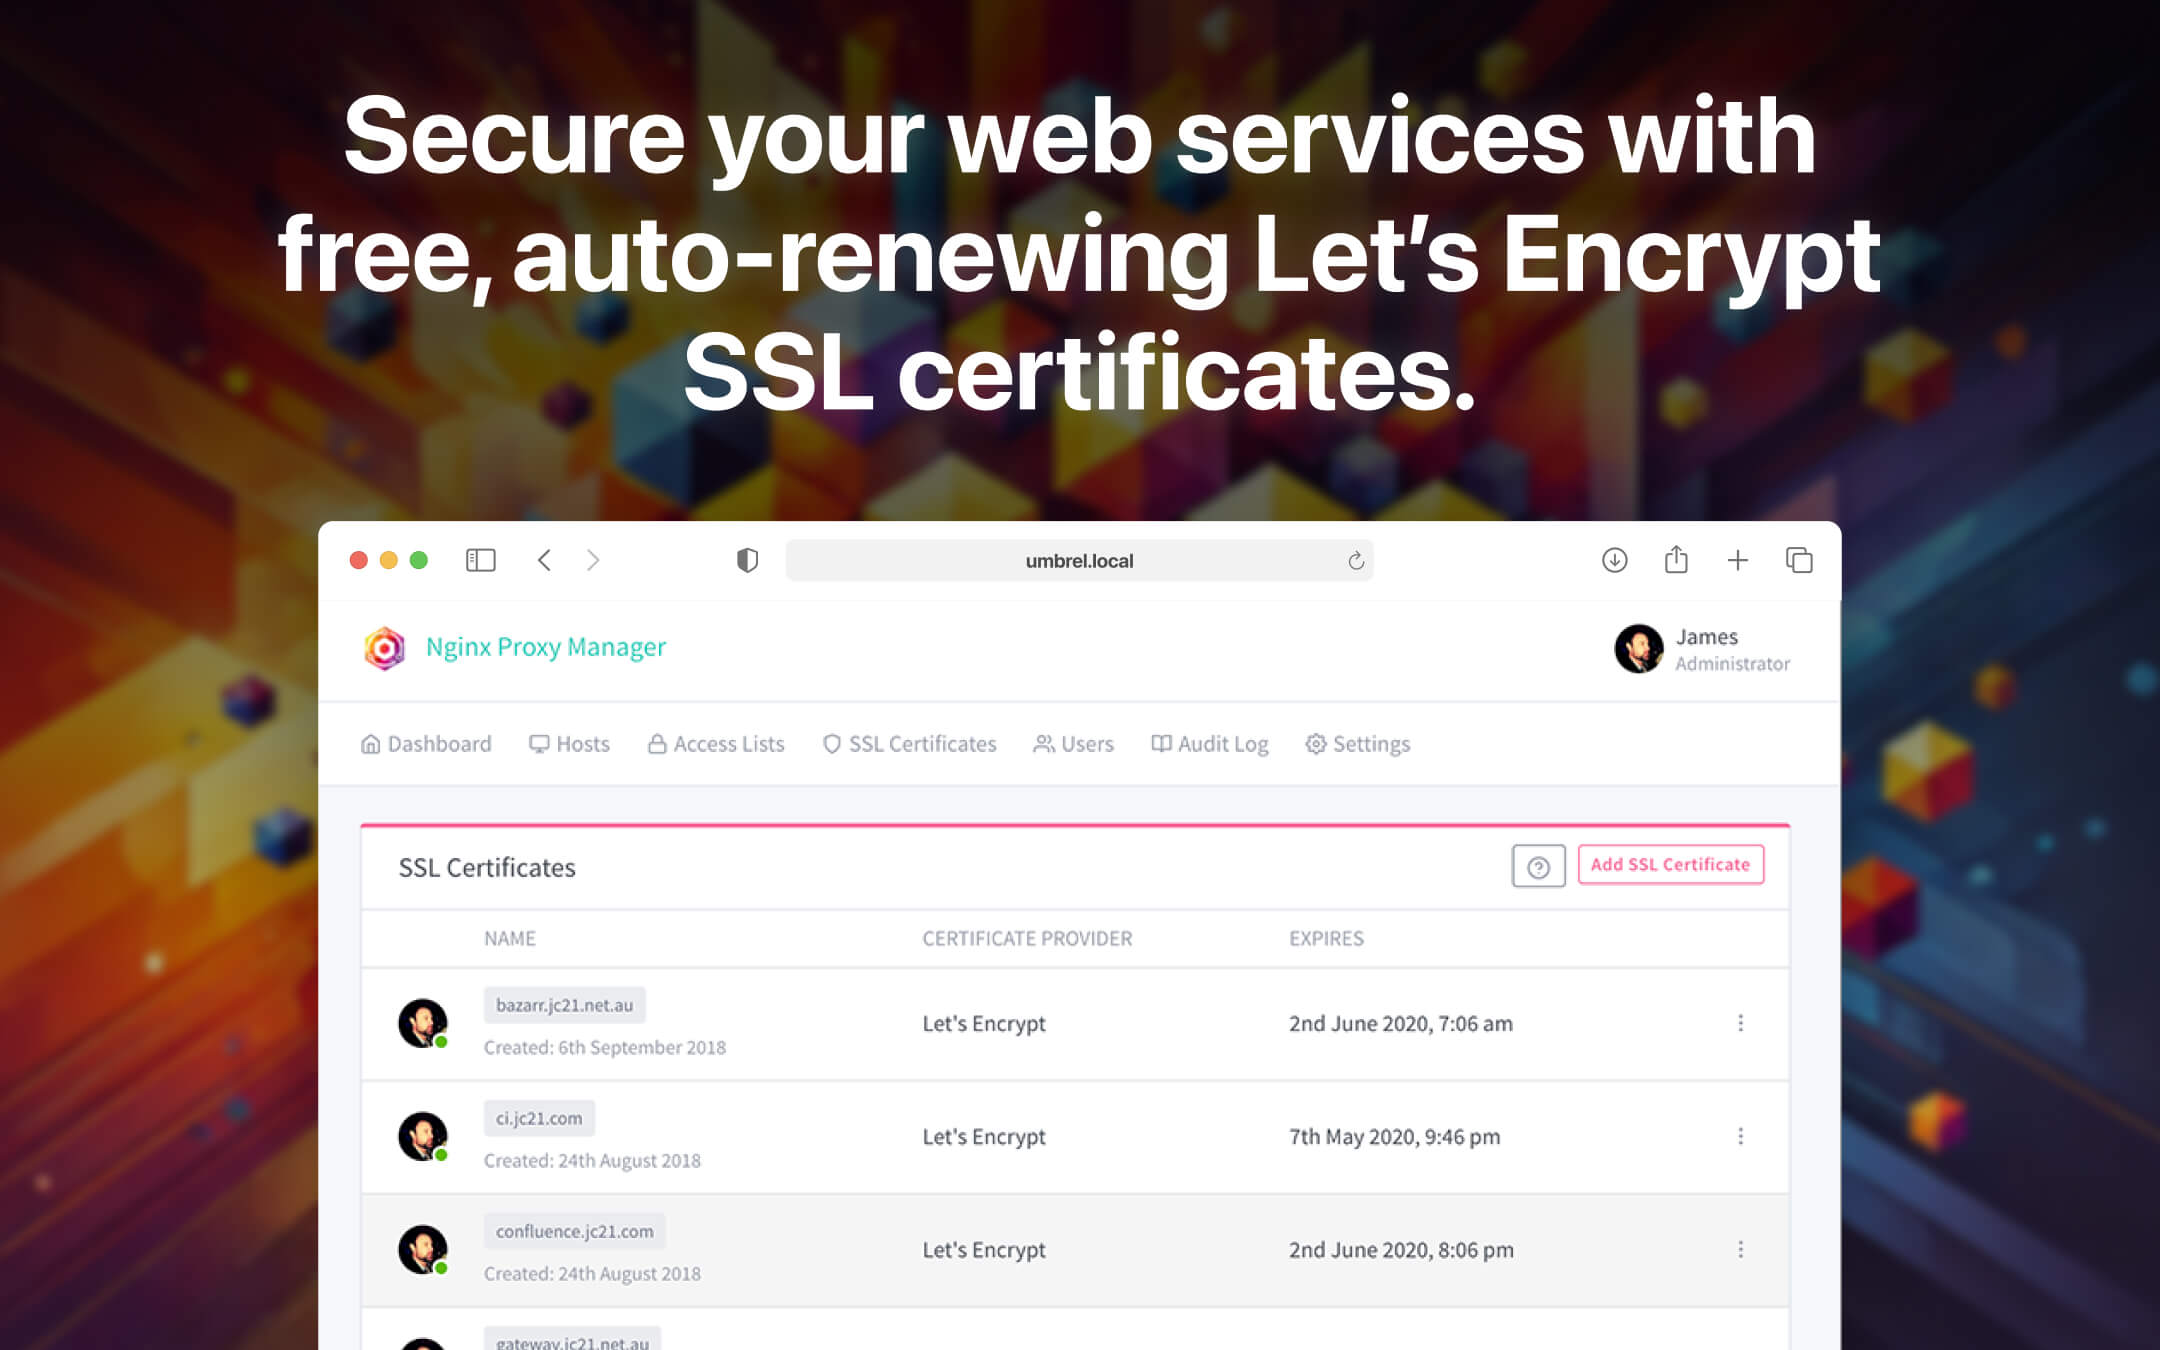 Secure your web services with
free, auto-renewing Let’s Encrypt
SSL certificates.
umbrel.local
Nginx Proxy Manager
James
Administrator
Dashboard Hosts Access Lists SSL Certificates Users Audit Log Settings
SSL Certificates
Add SSL Certificate
NAME CERTIFICATE PROVIDER EXPIRES
bazarr.jc21.net.au
Created: 6th September 2018
Let's Encrypt
2nd June 2020, 7:06 am
ci.jc21.com
Created: 24th August 2018
Let's Encrypt
7th May 2020, 9:46 pm
confluence.jc21.com
Created: 24th August 2018
Let's Encrypt
2nd June 2020, 8:06 pm
gateway.jc21.net.au